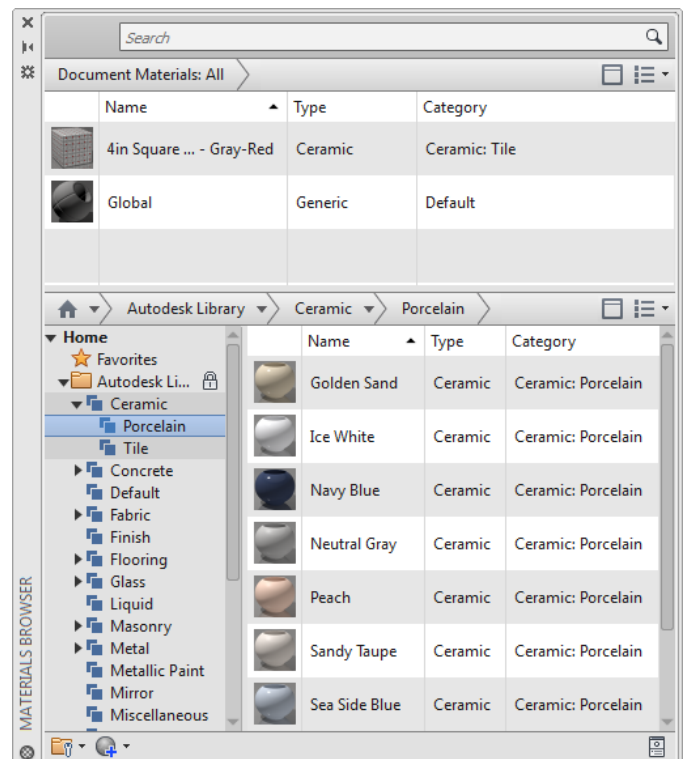 Search
Document Materials: All
Name Type Category
4in Square ... - Gray-Red Ceramic Ceramic: Tile
Global Generic Default
Autodesk Library Ceramic Porcelain
Home
Favorites
Autodesk Li...
Ceramic
Porcelain
Tile
Concrete
Default
Fabric
Finish
Flooring
Glass
Liquid
Masonry
Metal
Metallic Paint
Mirror
Miscellaneous
Name Type Category
Golden Sand Ceramic Ceramic: Porcelain
Ice White Ceramic Ceramic: Porcelain
Navy Blue Ceramic Ceramic: Porcelain
Neutral Gray Ceramic Ceramic: Porcelain
Peach Ceramic Ceramic: Porcelain
Sandy Taupe Ceramic Ceramic: Porcelain
Sea Side Blue Ceramic Ceramic: Porcelain
MATERIALS BROWSER